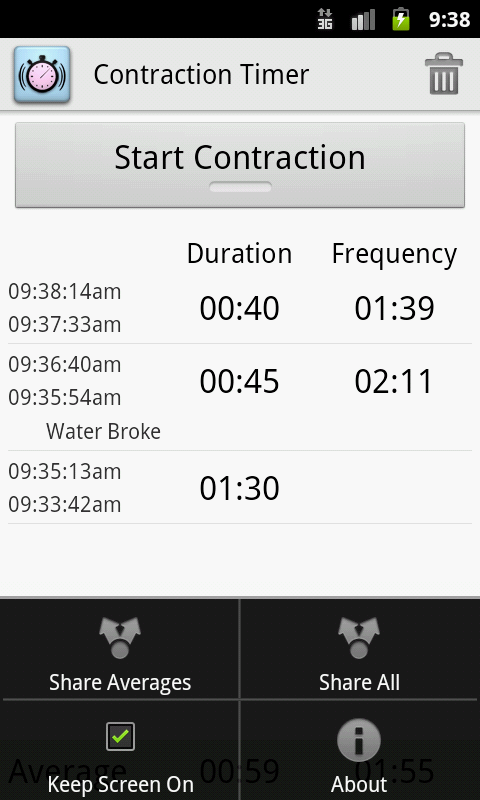 3G 9:38
Contraction Timer
Start Contraction
Duration Frequency
09:38:14am
00:40 01:39
09:37:33am
09:36:40am
00:45 02:11
09:35:54am
Water Broke
09:35:13am
01:30
09:33:42am
Share Averages Share All
Average 00:59 01:55
Keep Screen On About